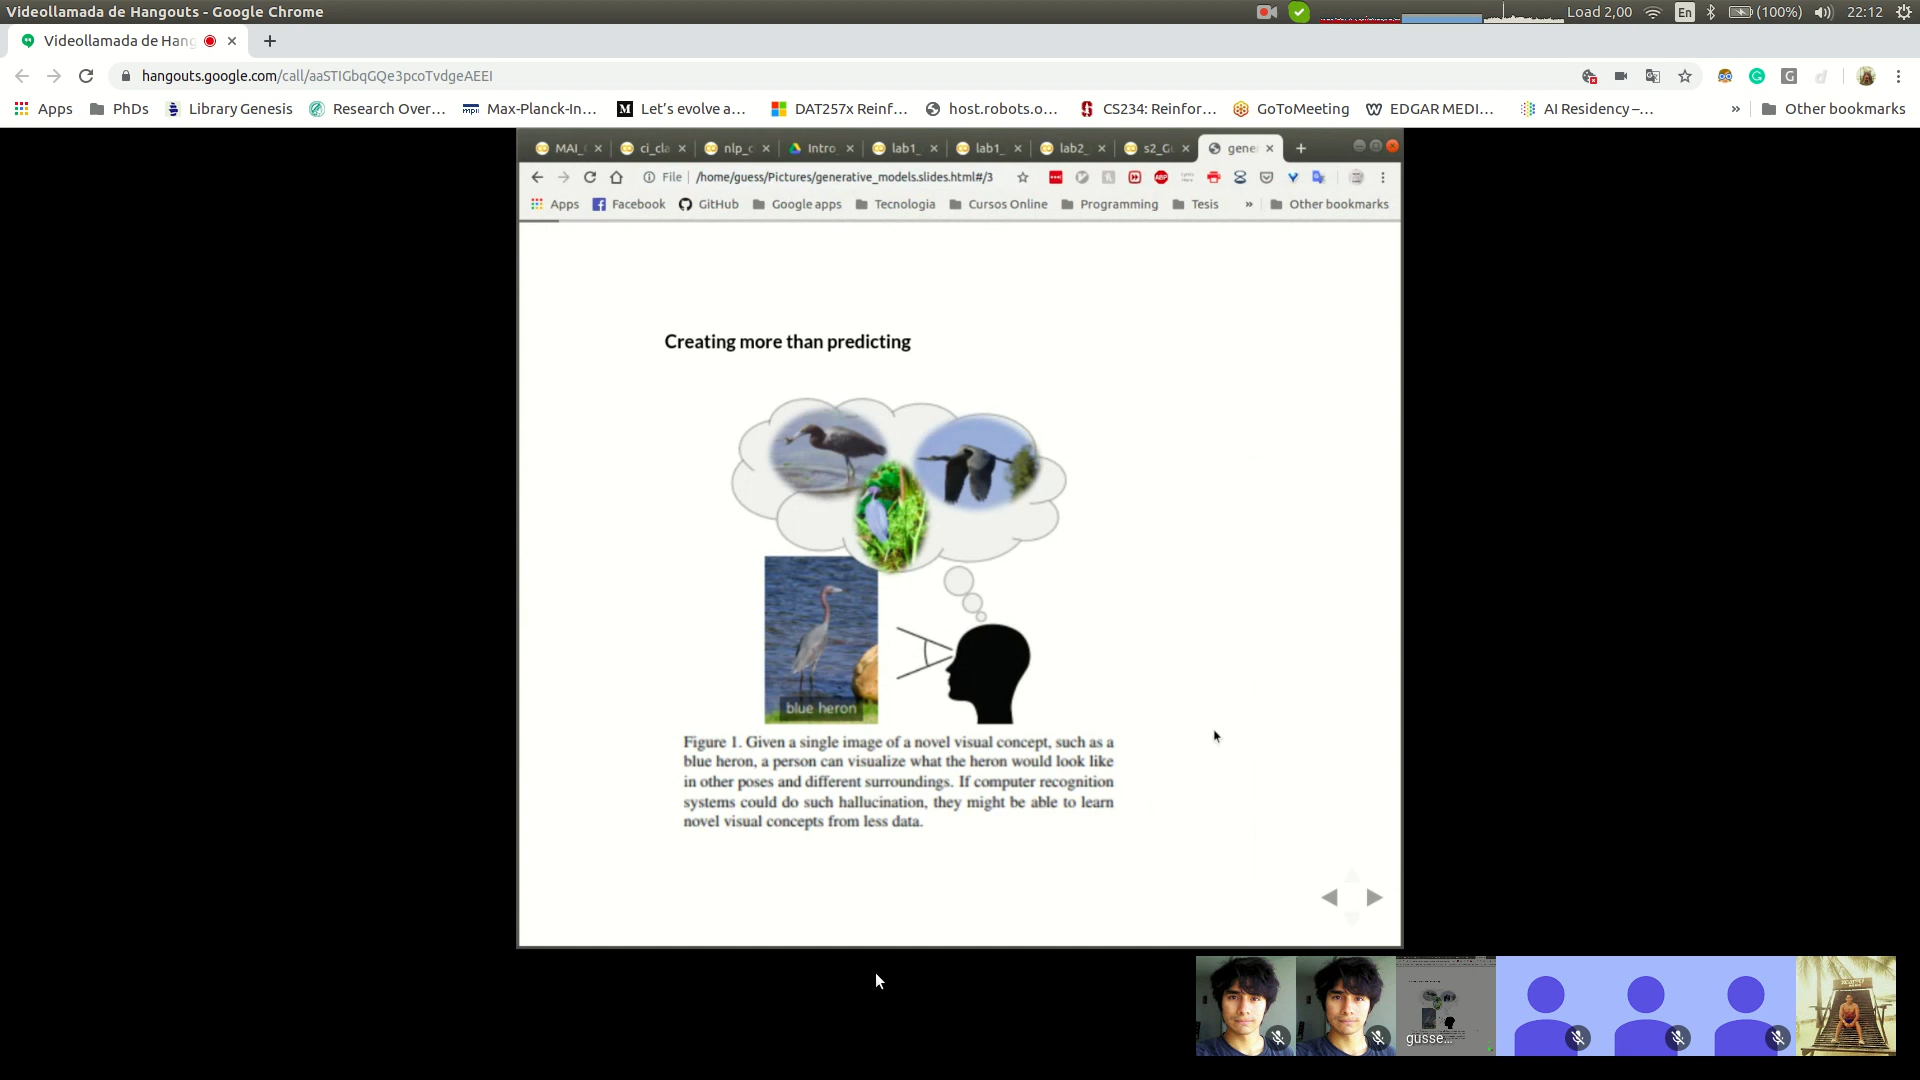 Videollamada de Hangouts - Google Chrome
Load 2,00
En
(100%)
22:12
Videollamada de Hang
hangouts.google.com/call/aaSTIGbqGQe3pcoTvdgeAEEI
Apps
PhDs
Library Genesis
Research Over...
Max-Planck-In...
Let's evolve a...
DAT257x Reinf...
host.robots.o...
CS234: Reinfor...
GoToMeeting
EDGAR MEDI...
AI Residency –...
»
Other bookmarks
MAI_
ci_cla
nlp_c
Intro
lab1_
lab1_
lab2_
s2_G
gene
File
/home/guess/Pictures/generative_models.slides.html#/3
Apps
Facebook
GitHub
Google apps
Tecnologia
Cursos Online
Programming
Tesis
»
Other bookmarks
Creating more than predicting
blue heron
Figure 1. Given a single image of a novel visual concept, such as a
blue heron, a person can visualize what the heron would look like
in other poses and different surroundings. If computer recognition
systems could do such hallucination, they might be able to learn
novel visual concepts from less data.
gusse...